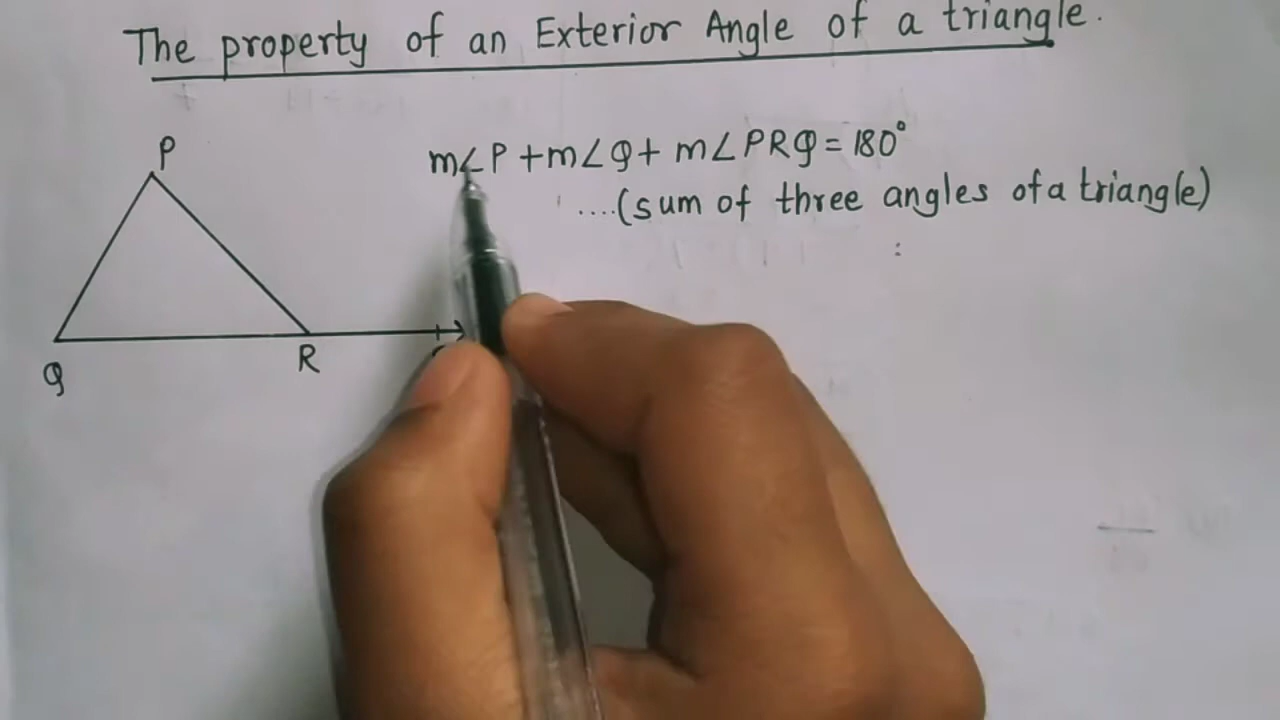 The property of an Exterior Angle of a triangle.
P
m∠P + m∠Q + m∠PRQ = 180°
....(sum of three angles of a triangle)
R
Q